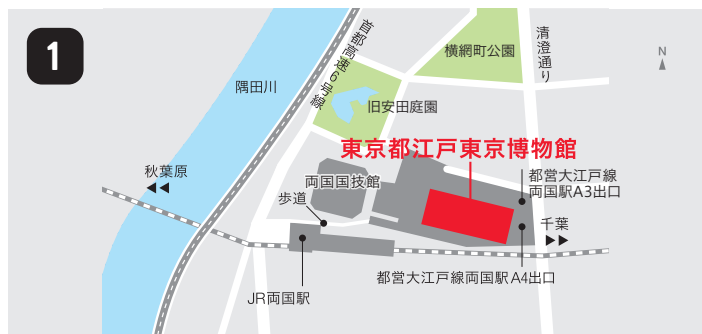 1
首都高速6号線
横網町公園
清澄通り
N
隅田川
旧安田庭園
東京都江戸東京博物館
秋葉原
両国国技館
都営大江戸線
両国駅A3出口
歩道
千葉
都営大江戸線両国駅A4出口
JR両国駅